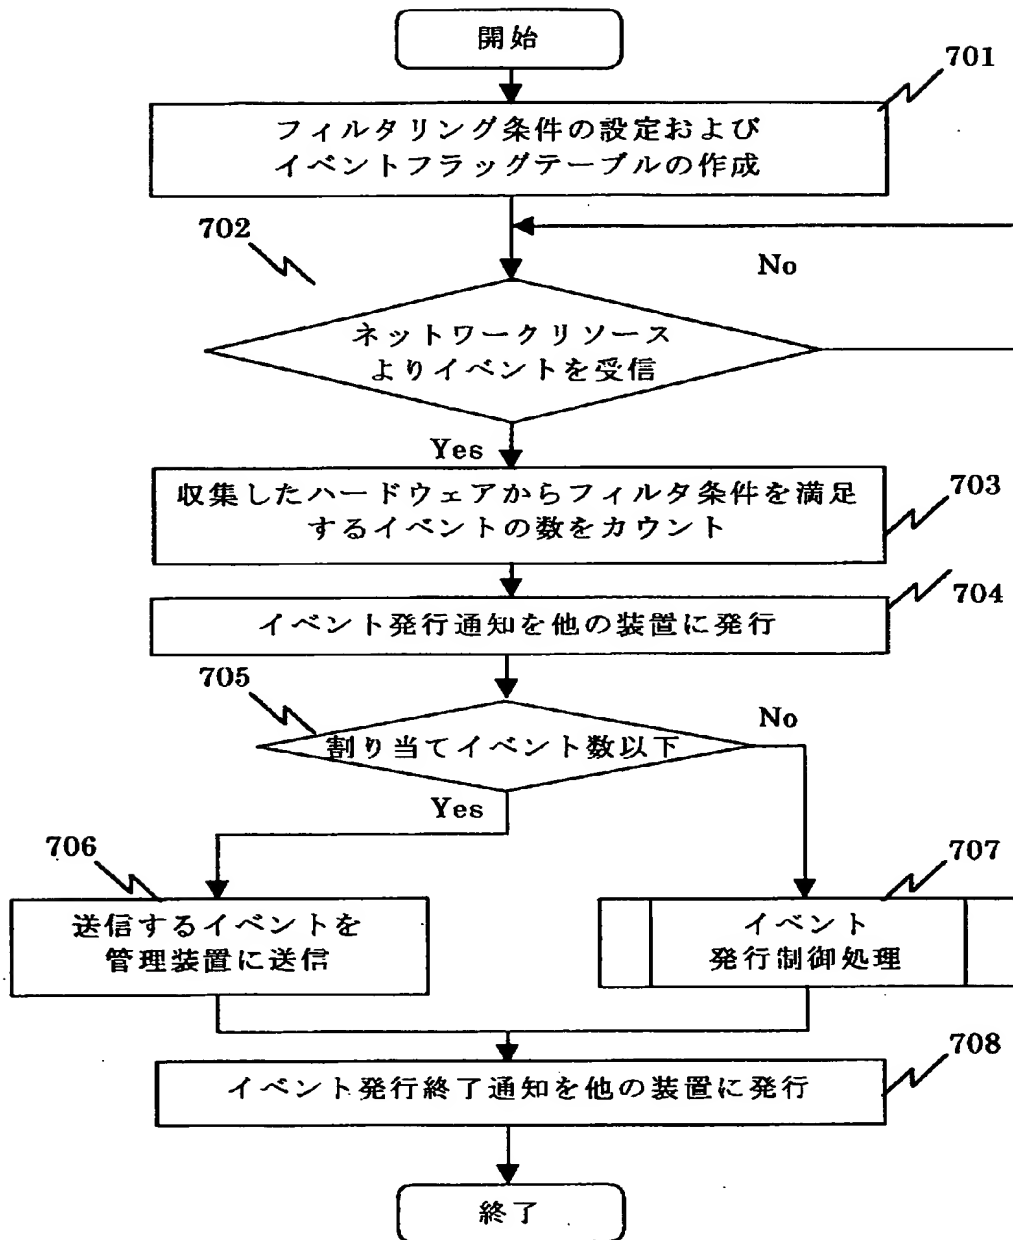 開始
701
フィルタリング条件の設定および
イベントフラッグテーブルの作成
702
No
ネットワークリソース
よりイベントを受信
Yes
収集したハードウェアからフィルタ条件を満足
するイベントの数をカウント
703
イベント発行通知を他の装置に発行
704
705
割り当てイベント数以下
No
Yes
706
送信するイベントを
管理装置に送信
707
イベント
発行制御処理
イベント発行終了通知を他の装置に発行
708
終了